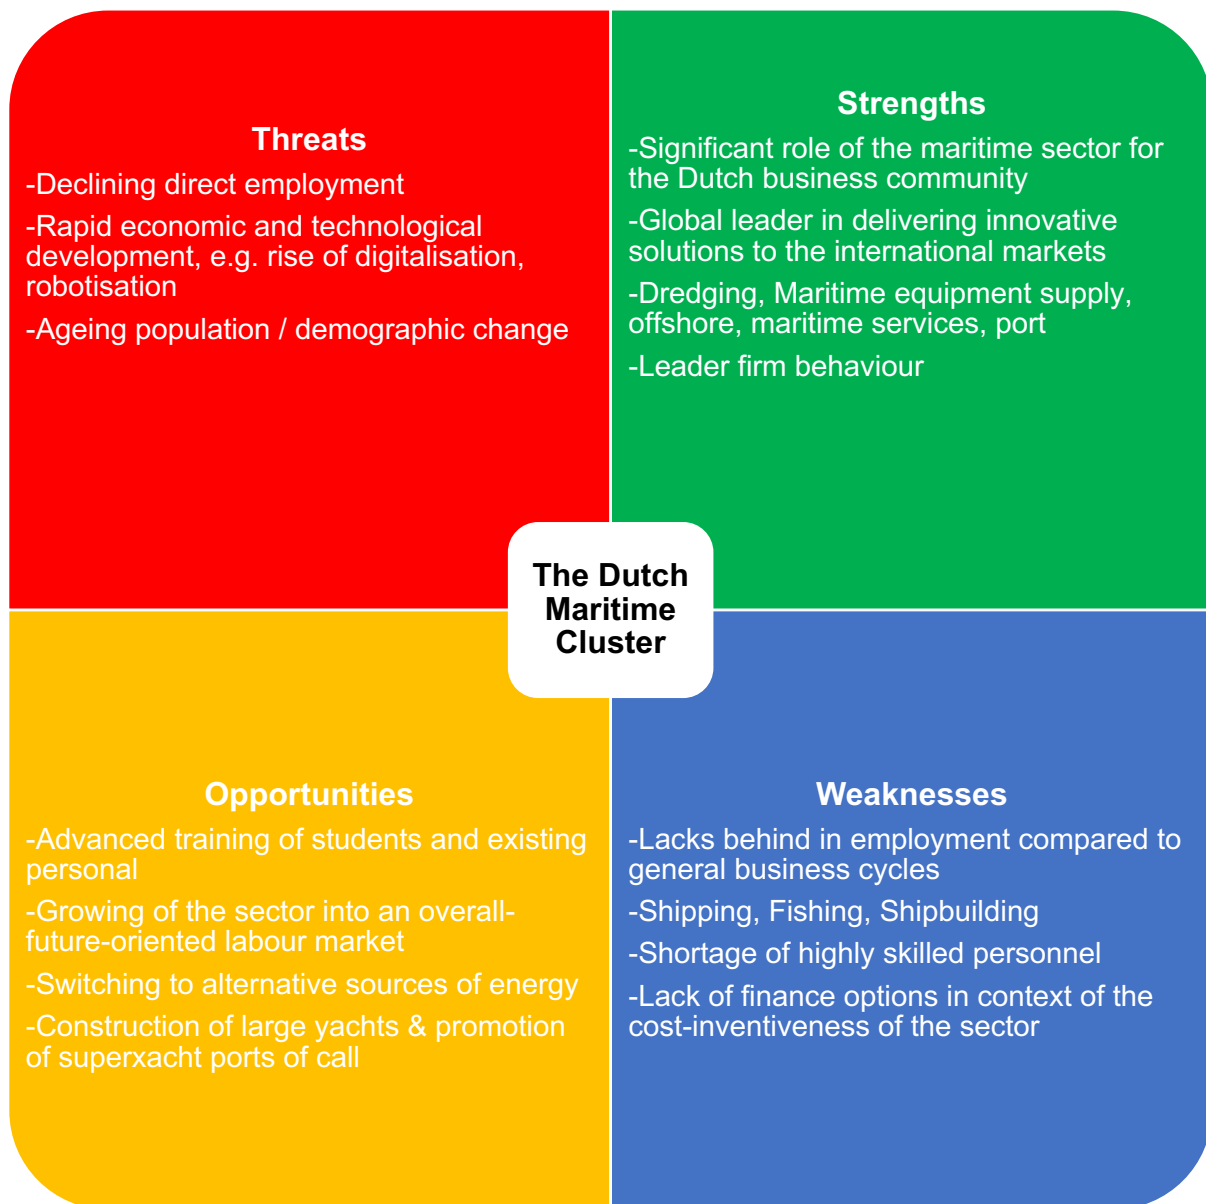 Threats
-Declining direct employment
-Rapid economic and technological
development, e.g. rise of digitalisation,
robotisation
-Ageing population / demographic change
Strengths
-Significant role of the maritime sector for
the Dutch business community
-Global leader in delivering innovative
solutions to the international markets
-Dredging, Maritime equipment supply,
offshore, maritime services, port
-Leader firm behaviour
The Dutch
Maritime
Cluster
Opportunities
-Advanced training of students and existing
personal
-Growing of the sector into an overall-
future-oriented labour market
-Switching to alternative sources of energy
-Construction of large yachts & promotion
of superxacht ports of call
Weaknesses
-Lacks behind in employment compared to
general business cycles
-Shipping, Fishing, Shipbuilding
-Shortage of highly skilled personnel
-Lack of finance options in context of the
cost-inventiveness of the sector